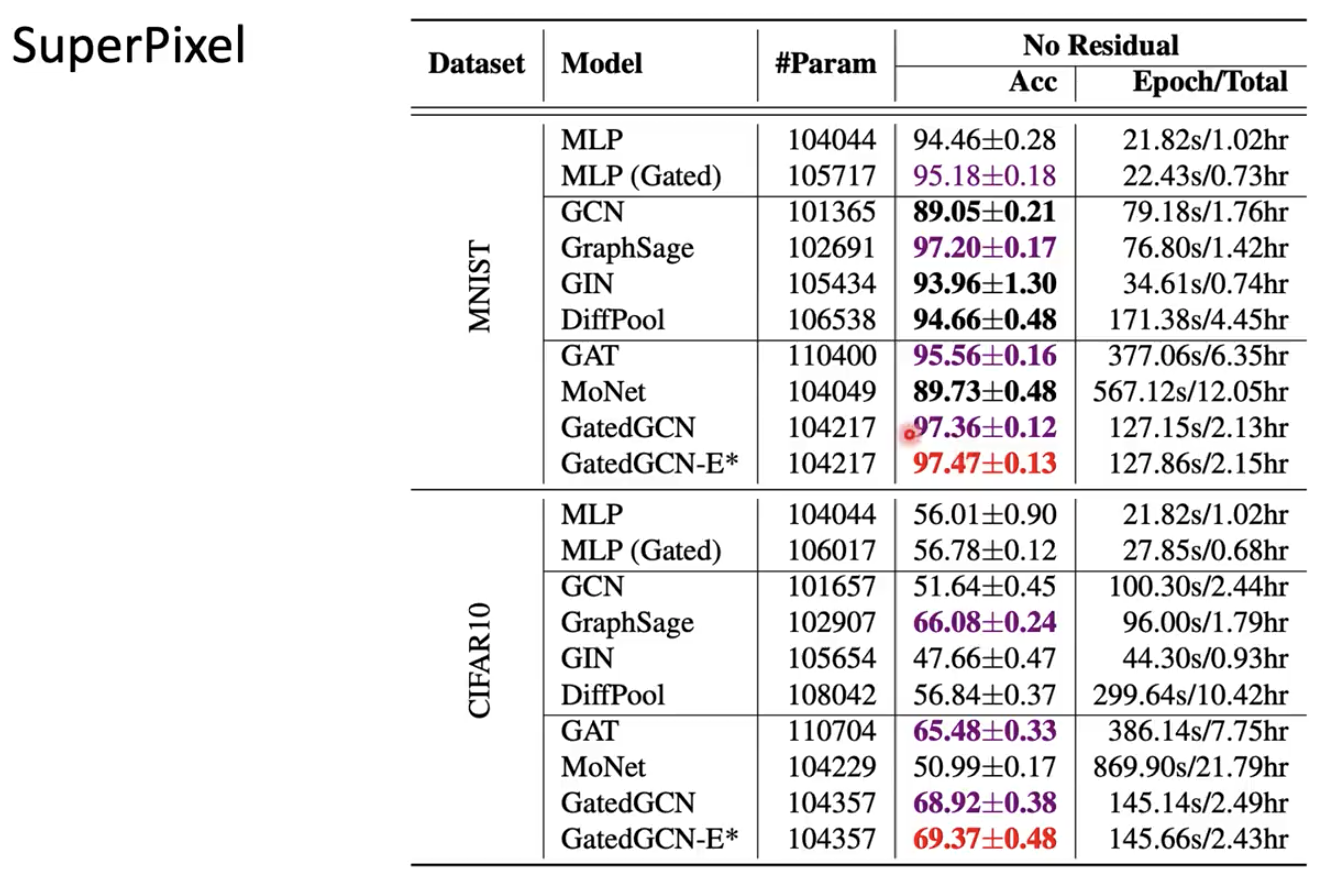 SuperPixel
Dataset Model #Param No Residual
Acc Epoch/Total
MNIST
MLP 104044 94.46±0.28 21.82s/1.02hr
MLP (Gated) 105717 95.18±0.18 22.43s/0.73hr
GCN 101365 89.05±0.21 79.18s/1.76hr
GraphSage 102691 97.20±0.17 76.80s/1.42hr
GIN 105434 93.96±1.30 34.61s/0.74hr
DiffPool 106538 94.66±0.48 171.38s/4.45hr
GAT 110400 95.56±0.16 377.06s/6.35hr
MoNet 104049 89.73±0.48 567.12s/12.05hr
GatedGCN 104217 97.36±0.12 127.15s/2.13hr
GatedGCN-E* 104217 97.47±0.13 127.86s/2.15hr
CIFAR10
MLP 104044 56.01±0.90 21.82s/1.02hr
MLP (Gated) 106017 56.78±0.12 27.85s/0.68hr
GCN 101657 51.64±0.45 100.30s/2.44hr
GraphSage 102907 66.08±0.24 96.00s/1.79hr
GIN 105654 47.66±0.47 44.30s/0.93hr
DiffPool 108042 56.84±0.37 299.64s/10.42hr
GAT 110704 65.48±0.33 386.14s/7.75hr
MoNet 104229 50.99±0.17 869.90s/21.79hr
GatedGCN 104357 68.92±0.38 145.14s/2.49hr
GatedGCN-E* 104357 69.37±0.48 145.66s/2.43hr